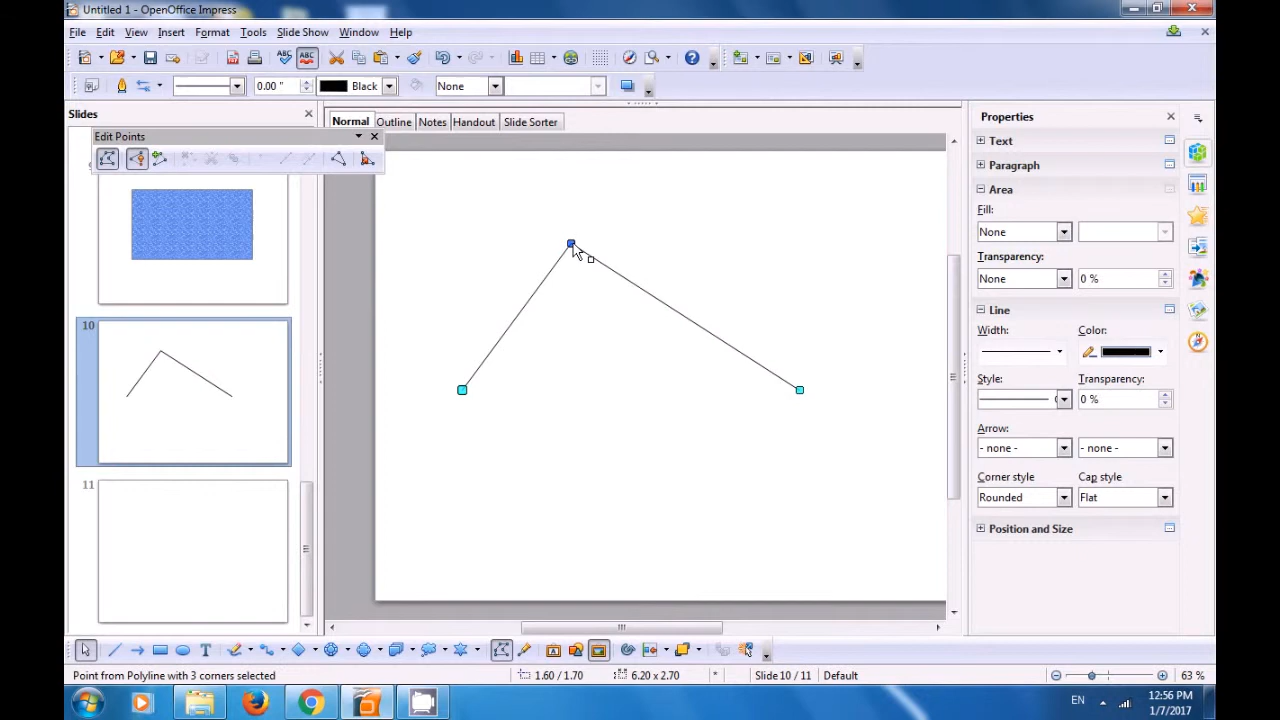 Untitled 1 - OpenOffice Impress
File Edit View Insert Format Tools Slide Show Window Help
0.00 " Black None
Slides
Normal Outline Notes Handout Slide Sorter
Properties
Edit Points
Text
Paragraph
Area
Fill:
None
Transparency:
None 0 %
10
Line
Width: Color:
Style: Transparency:
0 %
Arrow:
- none - - none -
Corner style Cap style
11
Rounded Flat
Position and Size
Point from Polyline with 3 corners selected 1.60 / 1.70 6.20 x 2.70 * Slide 10 / 11 Default 63 %
EN 12:56 PM
1/7/2017